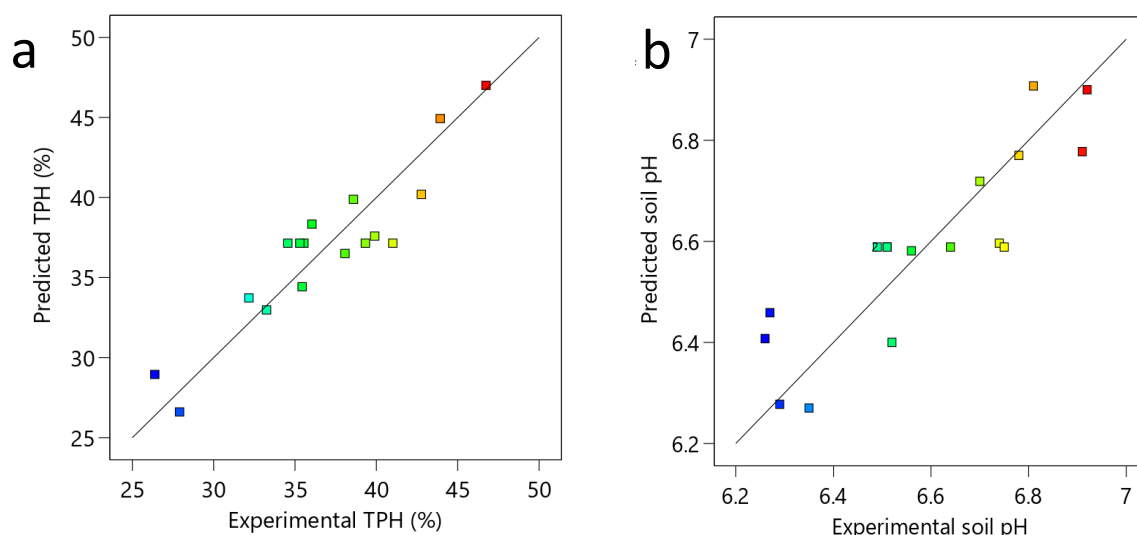 a
Predicted TPH (%)
50
45
40
35
30
25
25 30 35 40 45 50
Experimental TPH (%)
b
Predicted soil pH
7
6.8
6.6
6.4
6.2
2
6.2 6.4 6.6 6.8 7
Experimental soil pH